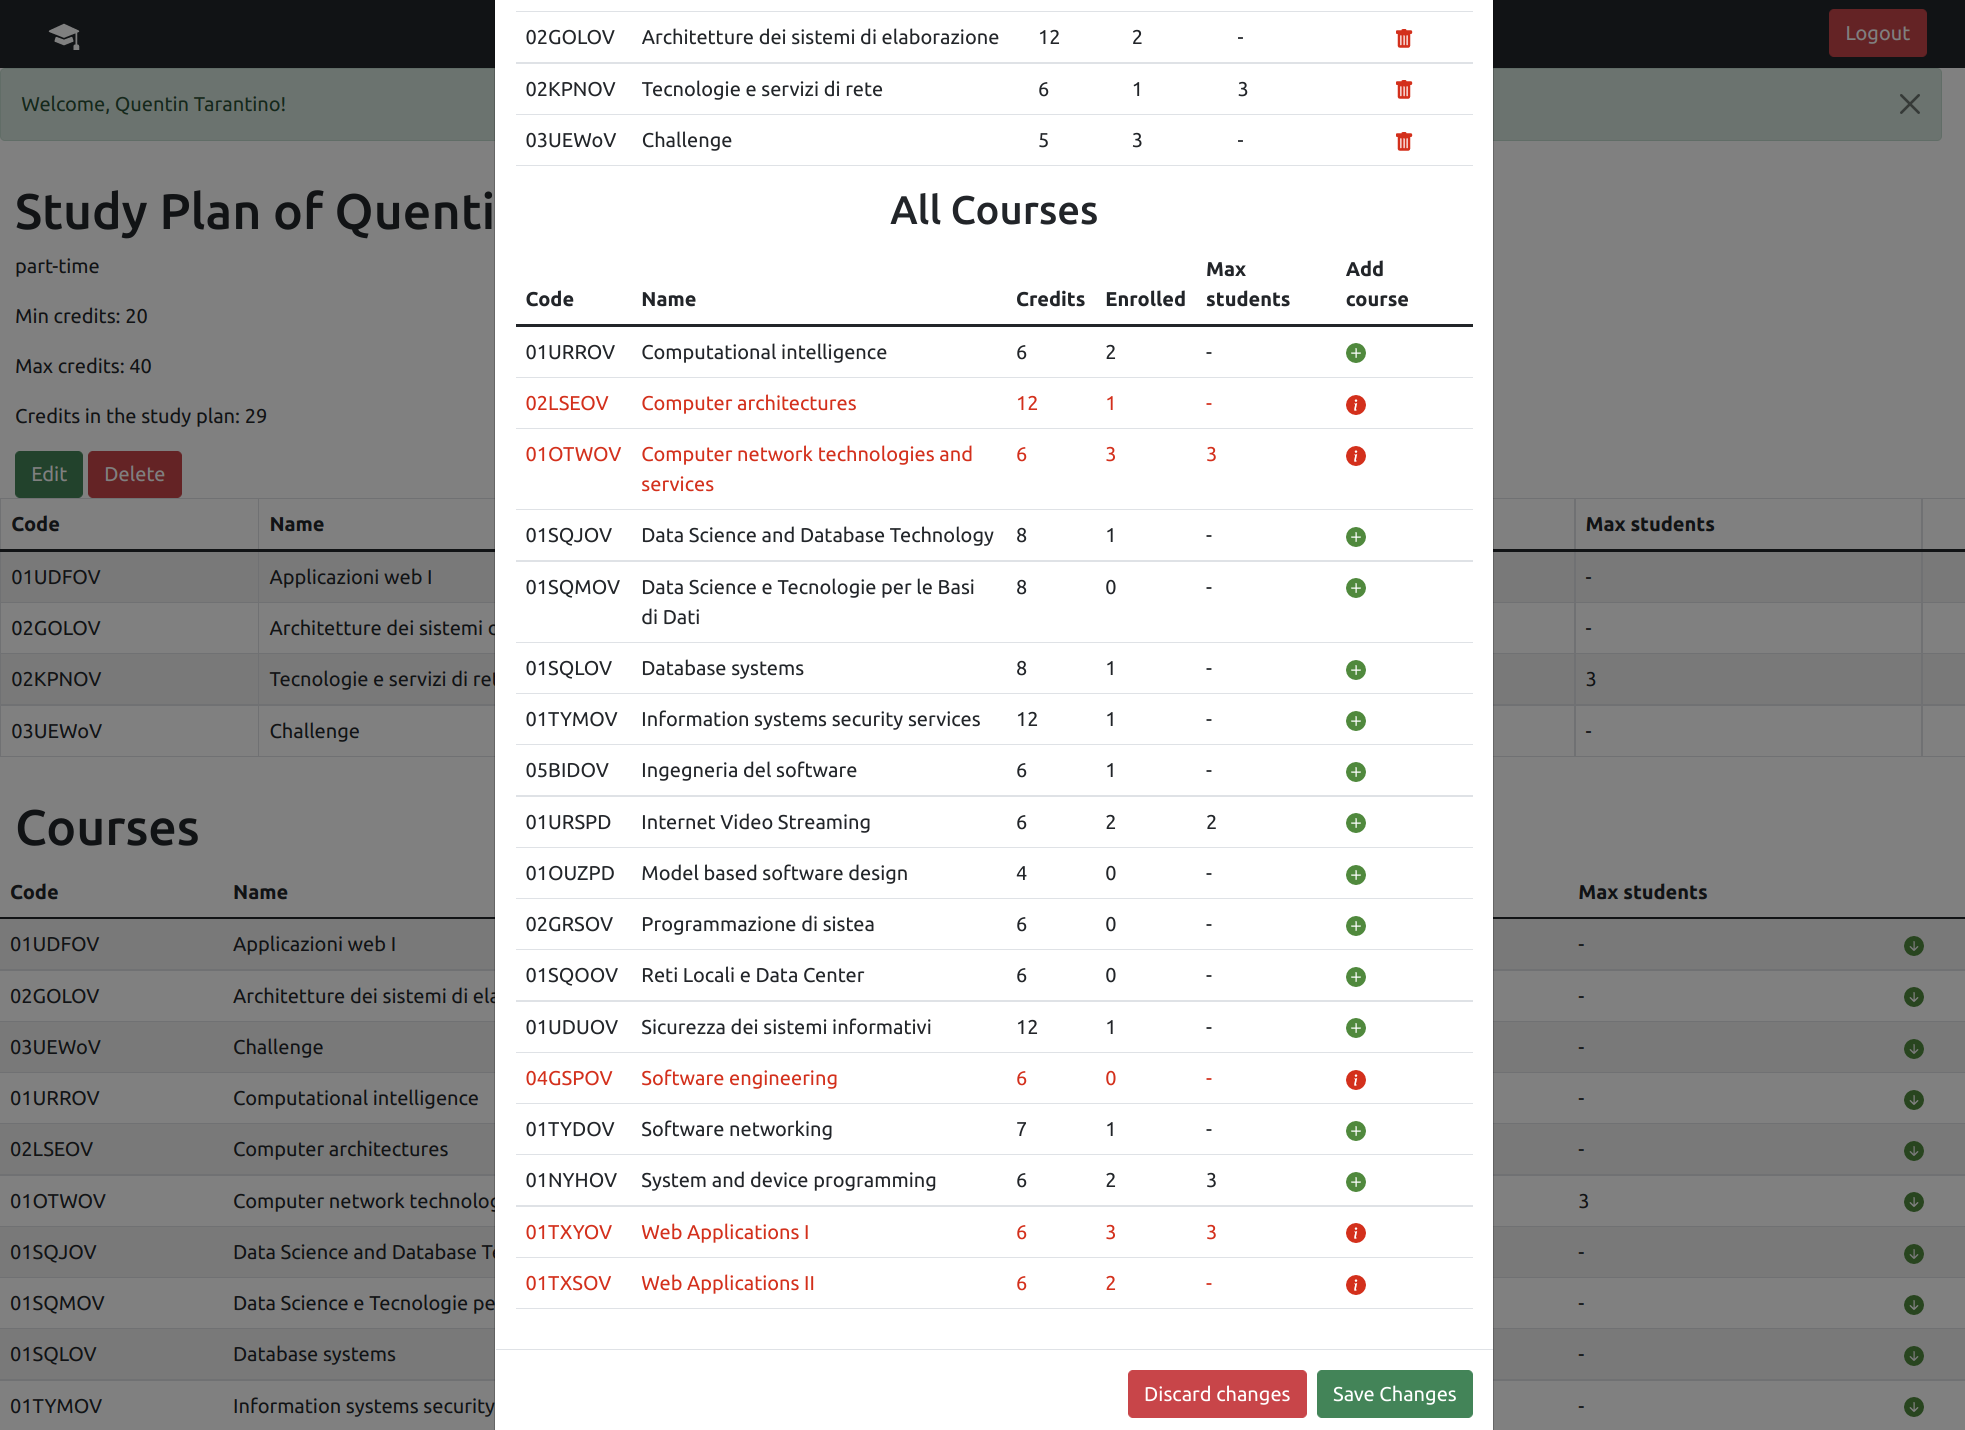 Logout
Welcome, Quentin Tarantino!
Study Plan of Quenti
part-time
Min credits: 20
Max credits: 40
Credits in the study plan: 29
Edit Delete
Code Name Max students
01UDFOV Applicazioni web I -
02GOLOV Architetture dei sistemi -
02KPNOV Tecnologie e servizi di 3
03UEWoV Challenge -
Courses
Code Name Max students
01UDFOV Applicazioni web I -
02GOLOV Architetture dei sistemi di -
03UEWoV Challenge -
01URROV Computational intelligence -
02LSEOV Computer architectures -
01OTWOV Computer network technolog 3
01SQJOV Data Science and Database -
01SQMOV Data Science e Tecnologie pe -
01SQLOV Database systems -
01TYMOV Information systems security -
02GOLOV Architetture dei sistemi di elaborazione 12 2 -
02KPNOV Tecnologie e servizi di rete 6 1 3
03UEWoV Challenge 5 3 -
All Courses
Code Name Credits Enrolled Max students Add course
01URROV Computational intelligence 6 2 -
02LSEOV Computer architectures 12 1 -
01OTWOV Computer network technologies and 6 3 3
services
01SQJOV Data Science and Database Technology 8 1 -
01SQMOV Data Science e Tecnologie per le Basi 8 0 -
di Dati
01SQLOV Database systems 8 1 -
01TYMOV Information systems security services 12 1 -
05BIDOV Ingegneria del software 6 1 -
01URSPD Internet Video Streaming 6 2 2
01OUZPD Model based software design 4 0 -
02GRSOV Programmazione di sistea 6 0 -
01SQOOV Reti Locali e Data Center 6 0 -
01UDUOV Sicurezza dei sistemi informativi 12 1 -
04GSPOV Software engineering 6 0 -
01TYDOV Software networking 7 1 -
01NYHOV System and device programming 6 2 3
01TXYOV Web Applications I 6 3 3
01TXSOV Web Applications II 6 2 -
Discard changes Save Changes